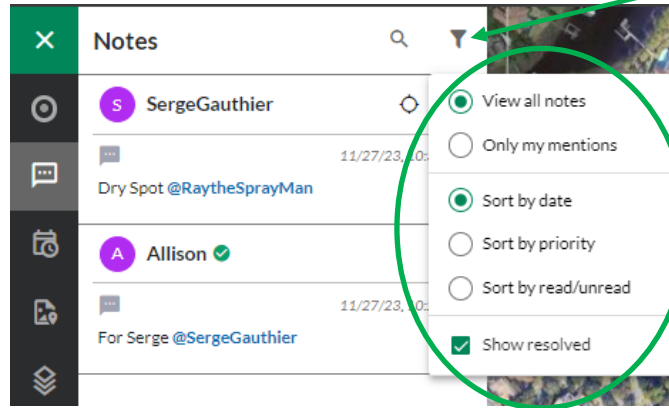 Notes
S SergeGauthier
11/27/23,
Dry Spot @RaytheSprayMan
A Allison
11/27/23,
For Serge @SergeGauthier
View all notes
Only my mentions
Sort by date
Sort by priority
Sort by read/unread
Show resolved